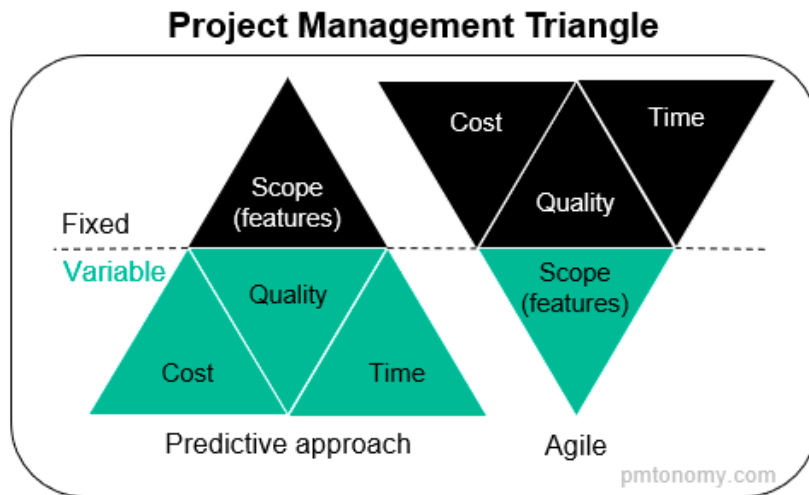 Project Management Triangle
Cost
Time
Scope
(features)
Quality
Fixed
Variable
Quality
Scope
(features)
Cost
Time
Predictive approach
Agile
pmtonomy.com